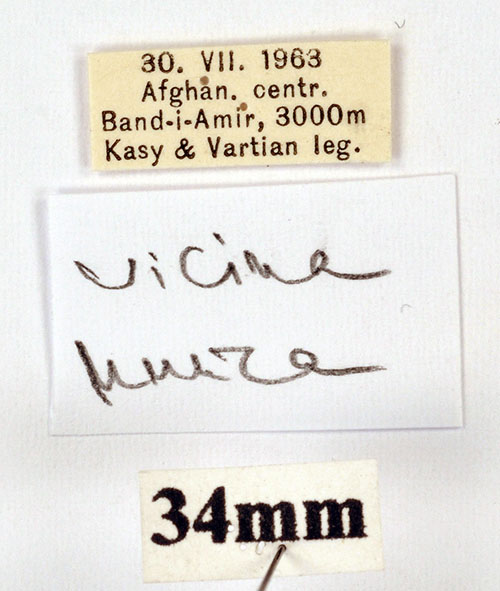 30. VII. 1963
Afghan. centr.
Band-i-Amir, 3000m
Kasy & Vartian leg.
vicina
34mm